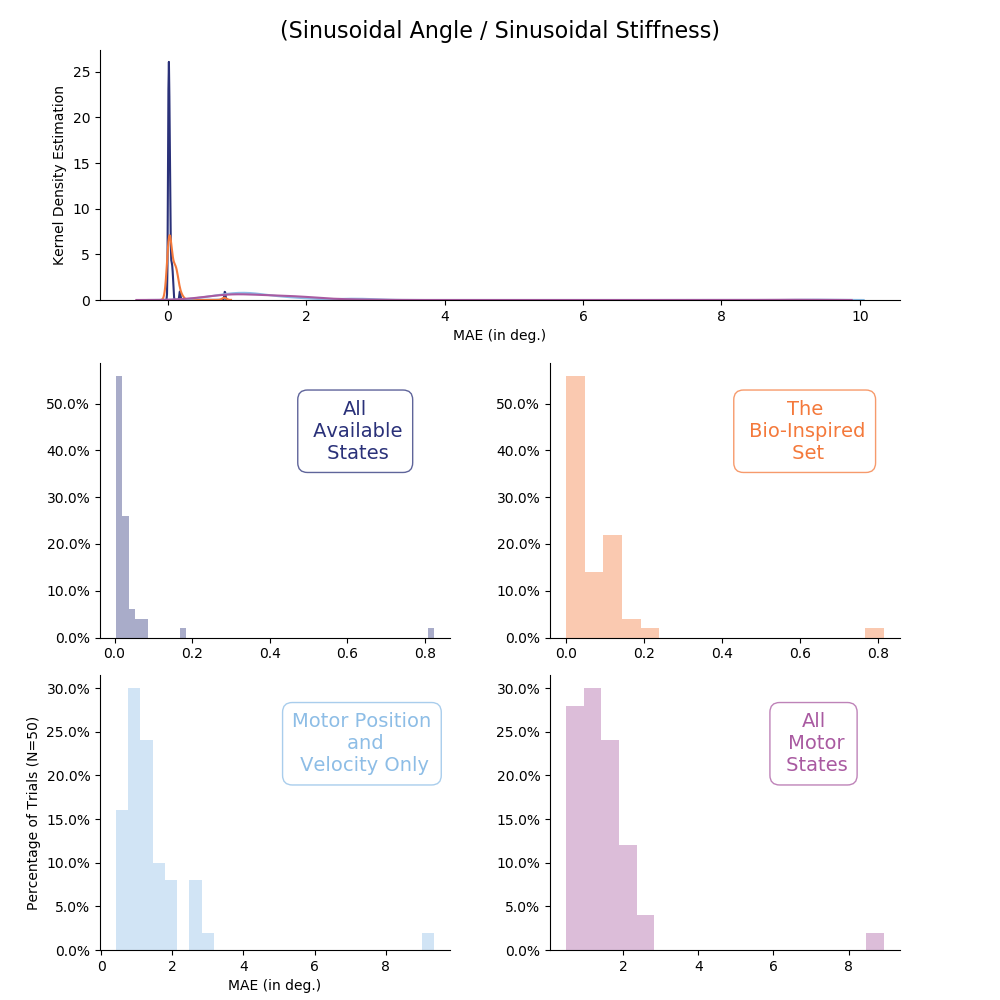 (Sinusoidal Angle / Sinusoidal Stiffness)
Kernel Density Estimation
25
20
15
10
5
0
0 2 4 6 8 10
MAE (in deg.)
All
Available
States
50.0%
40.0%
30.0%
20.0%
10.0%
0.0%
0.0 0.2 0.4 0.6 0.8
The
Bio-Inspired
Set
50.0%
40.0%
30.0%
20.0%
10.0%
0.0%
0.0 0.2 0.4 0.6 0.8
Motor Position
and
Velocity Only
Percentage of Trials (N=50)
30.0%
25.0%
20.0%
15.0%
10.0%
5.0%
0.0%
0 2 4 6 8
MAE (in deg.)
All
Motor
States
30.0%
25.0%
20.0%
15.0%
10.0%
5.0%
0.0%
2 4 6 8